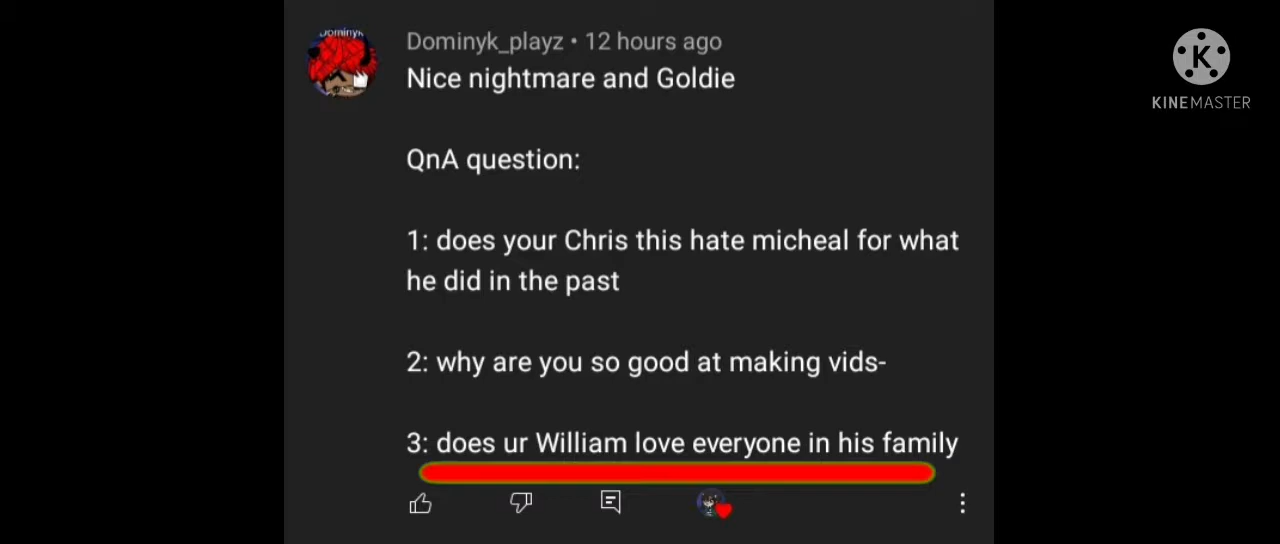 Dominyk
Dominyk_playz • 12 hours ago
Nice nightmare and Goldie
QnA question:
1: does your Chris this hate micheal for what
he did in the past
2: why are you so good at making vids-
3: does ur William love everyone in his family
K
KINEMASTER